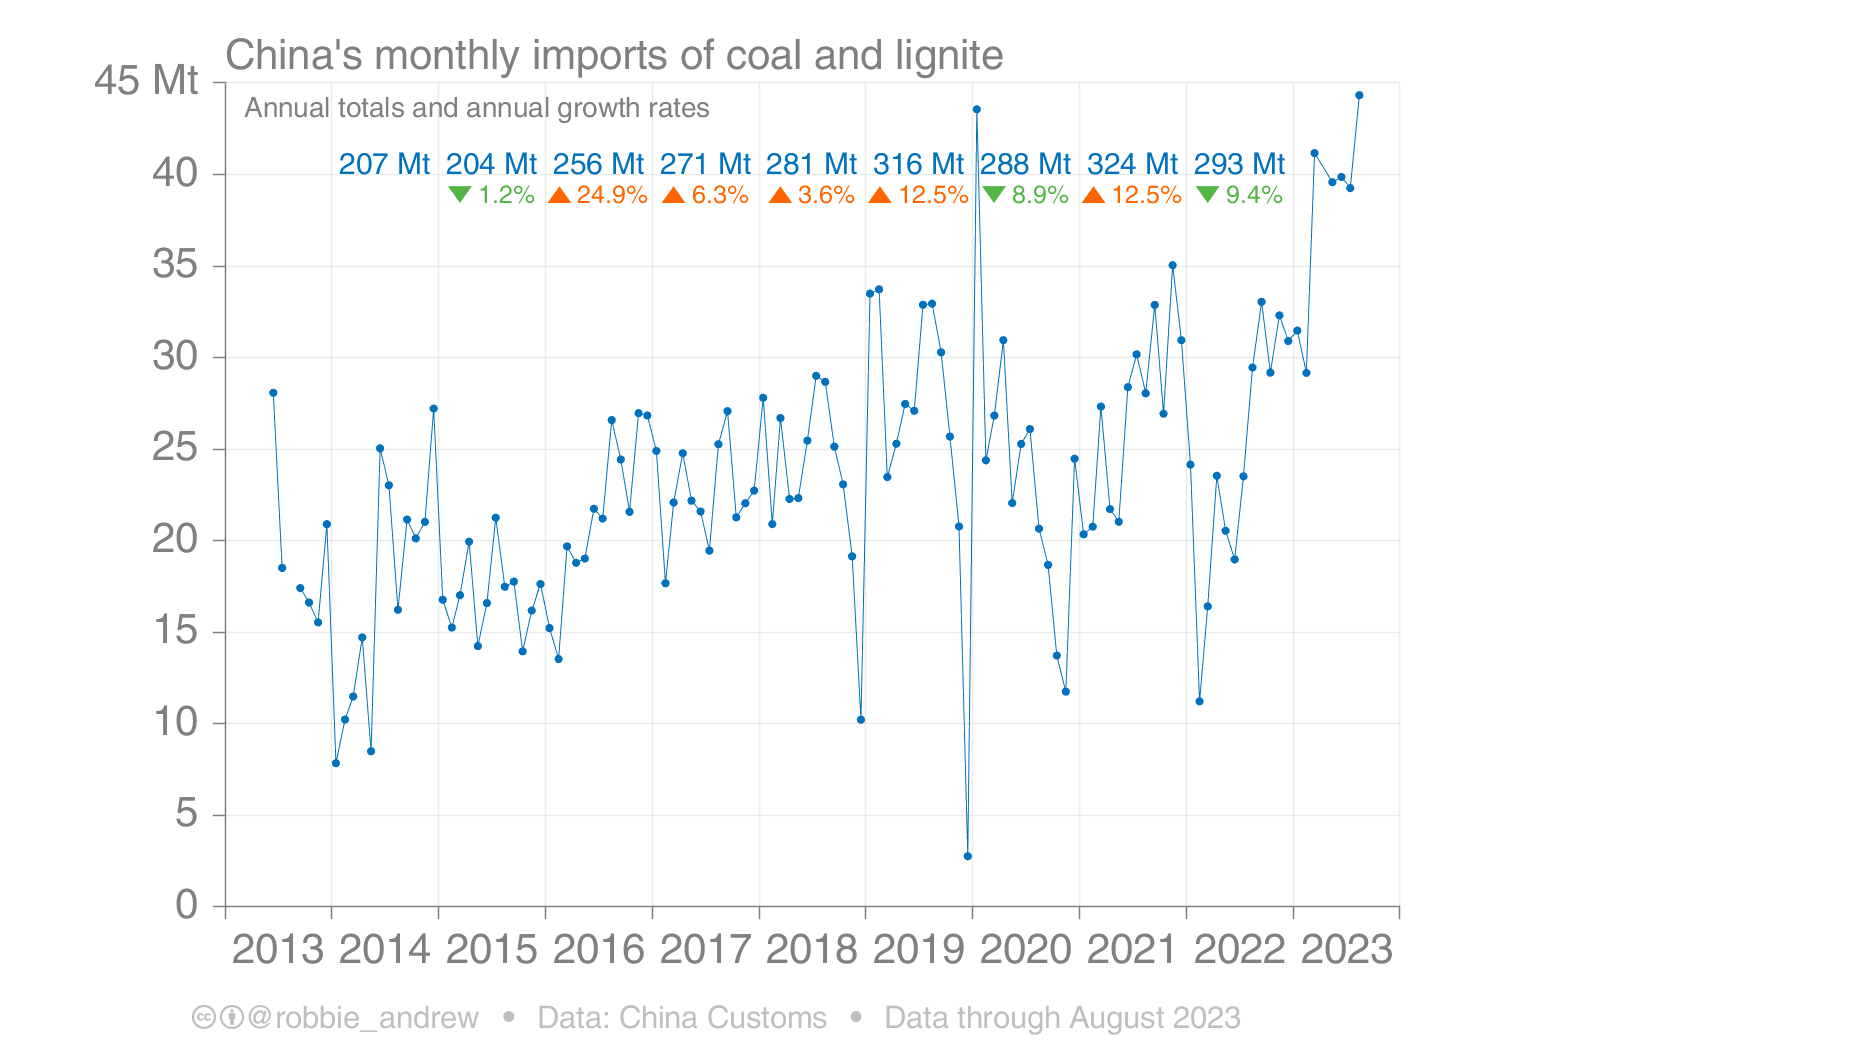 China's monthly imports of coal and lignite
45 Mt
Annual totals and annual growth rates
207 Mt 204 Mt 256 Mt 271 Mt 281 Mt 316 Mt 288 Mt 324 Mt 293 Mt
40
▼ 1.2% ▲ 24.9% ▲ 6.3% ▲ 3.6% ▲ 12.5% ▼ 8.9% ▲ 12.5% ▼ 9.4%
35
30
25
20
15
10
5
0
2013 2014 2015 2016 2017 2018 2019 2020 2021 2022 2023
@robbie_andrew • Data: China Customs • Data through August 2023